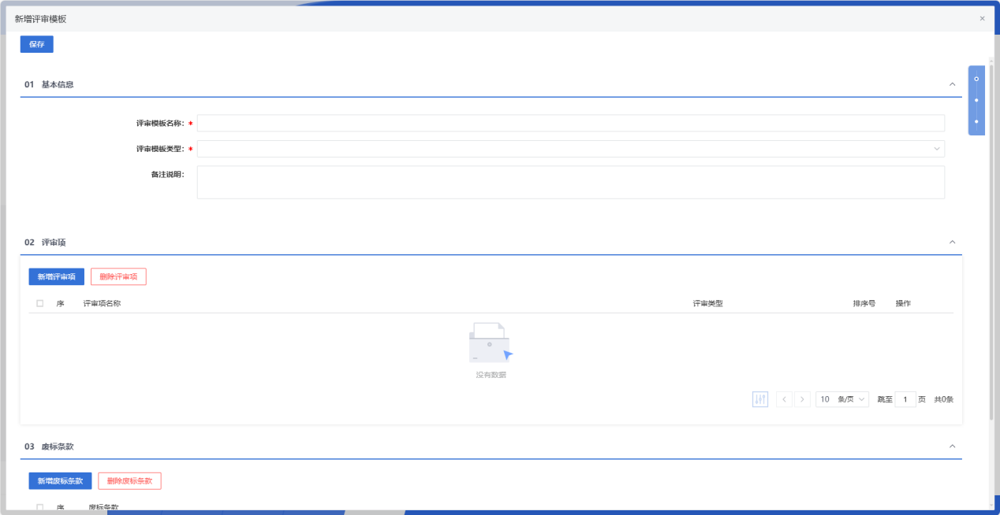 新增评审模板
保存
01 基本信息
评审模板名称：*
评审模板类型：*
备注说明：
02 评审项
新增评审项 删除评审项
序 评审项名称 评审类型 排序号 操作
没有数据
10 条/页 跳至 1 页 共0条
03 废标条款
新增废标条款 删除废标条款
序 废标条款